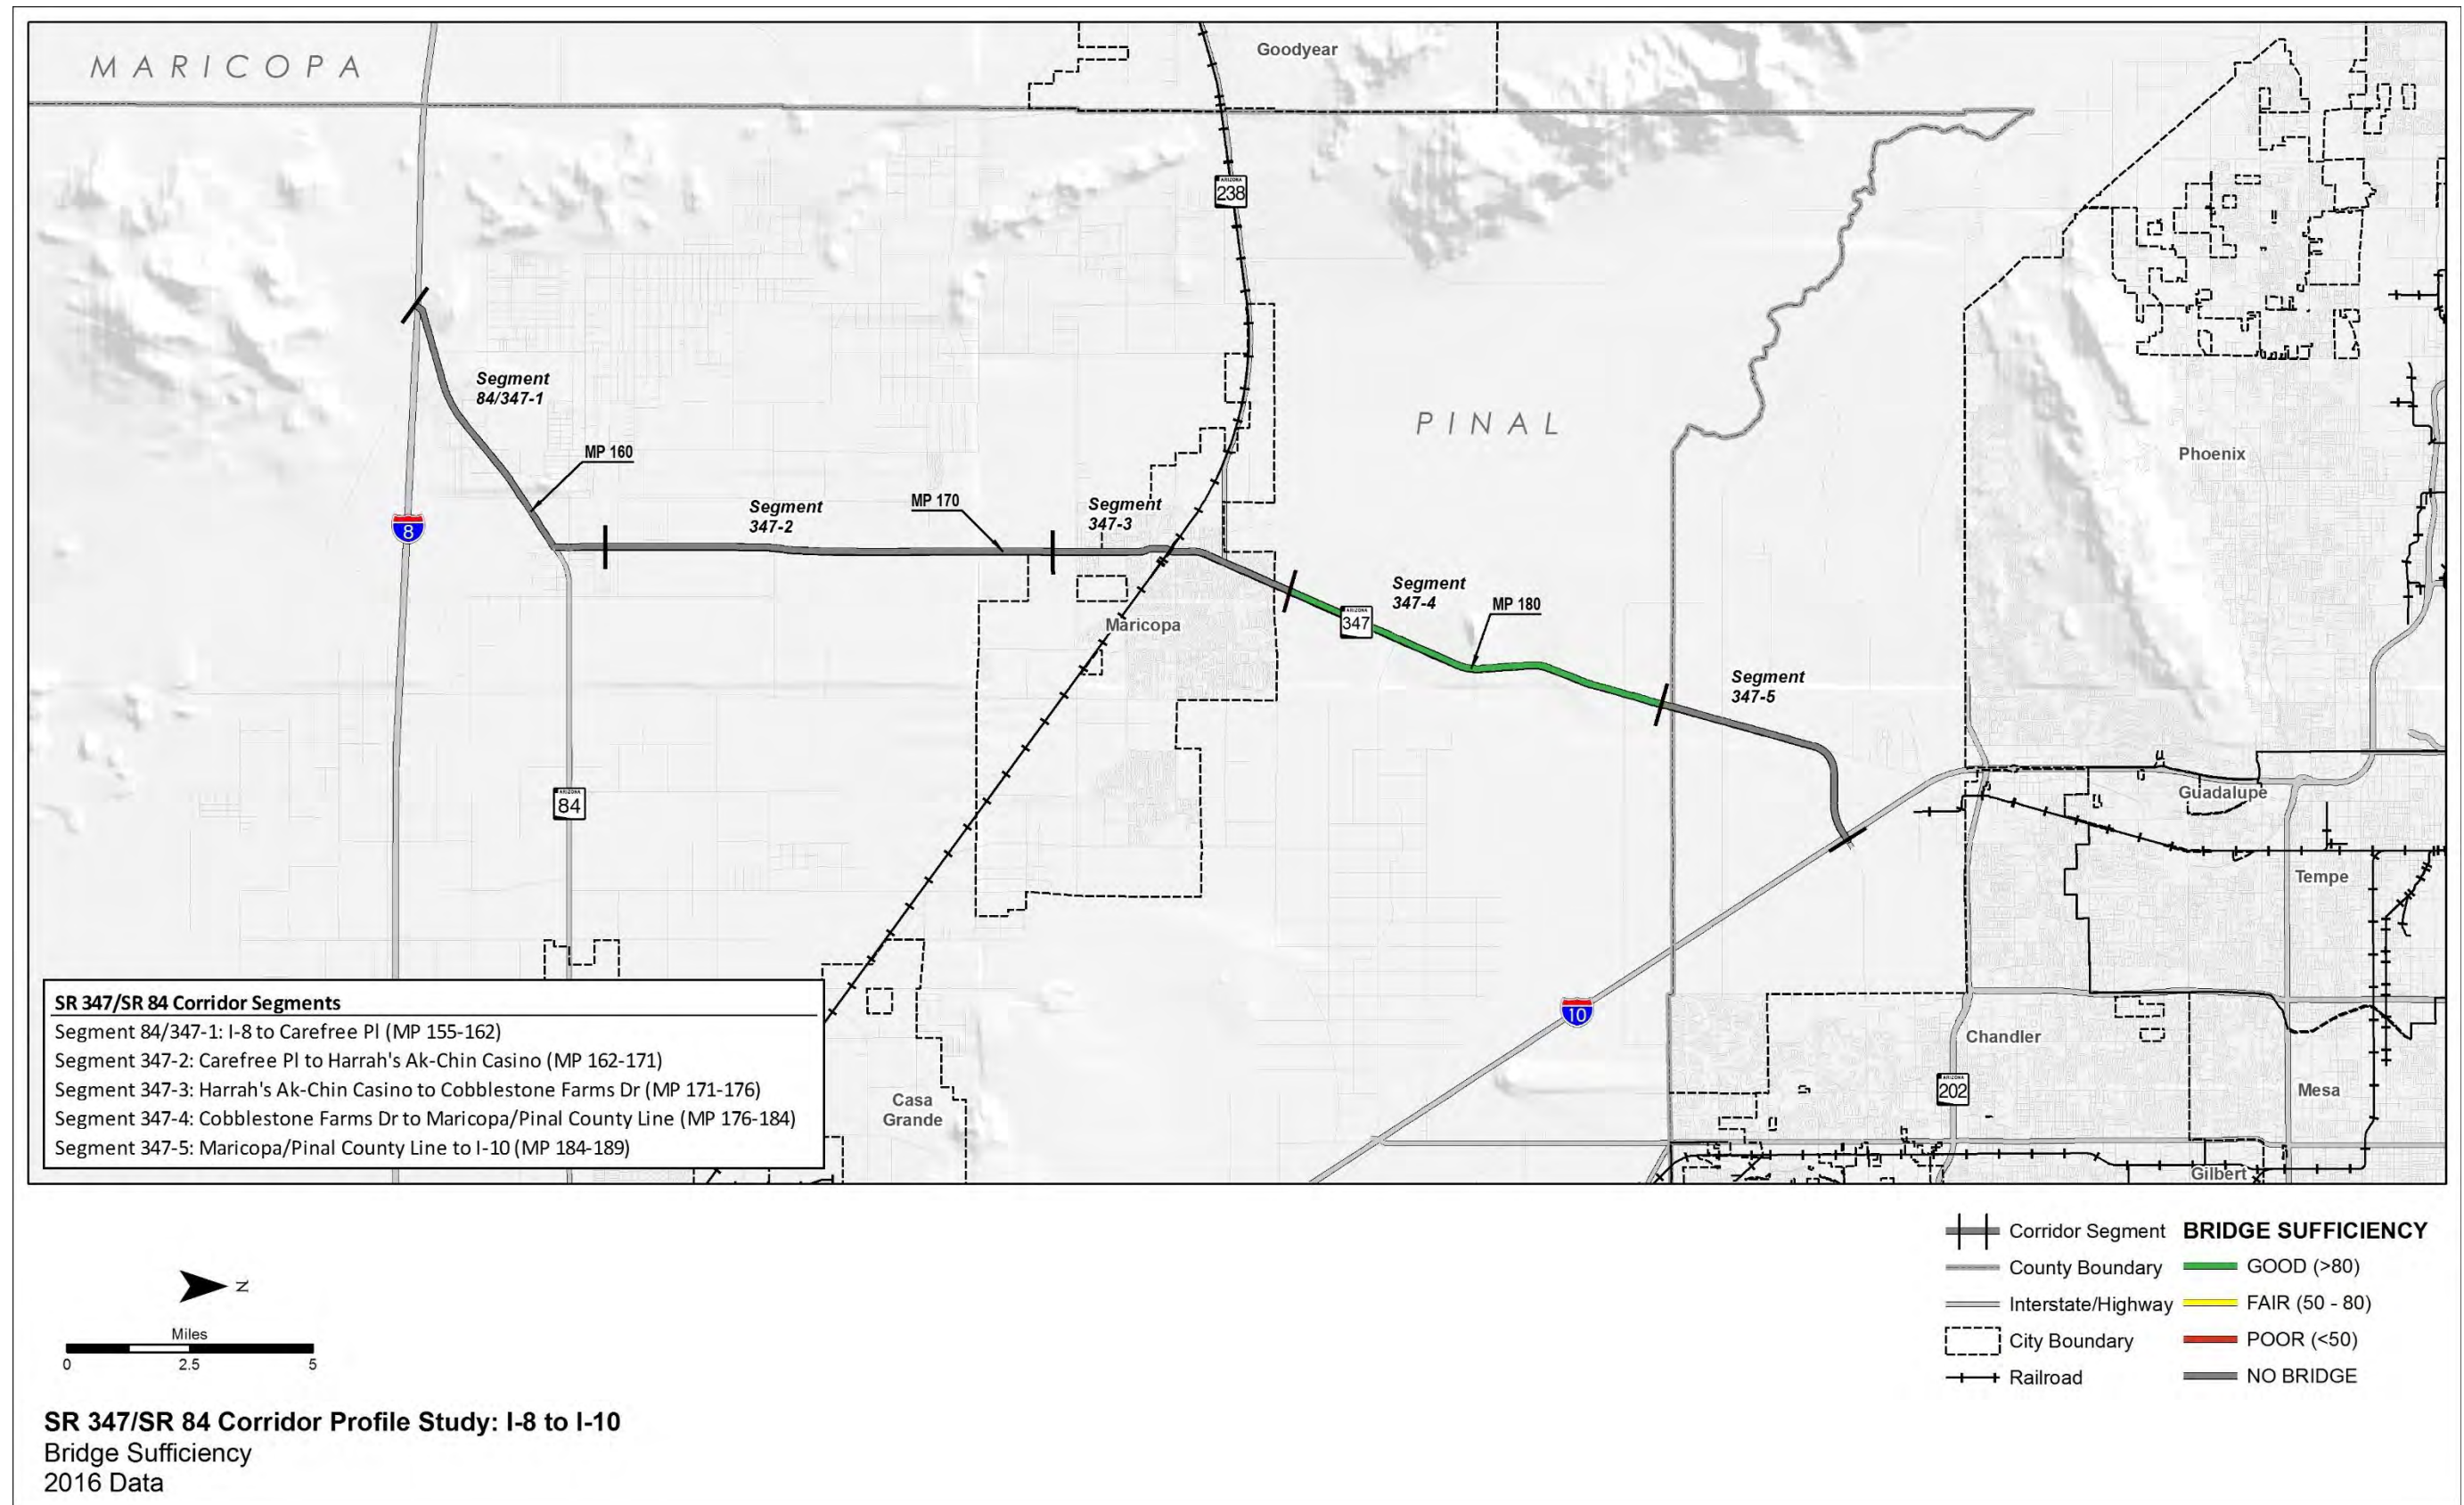 MARICOPA
Goodyear
ARIZONA
238
Segment
84/347-1
MP 160
PINAL
Phoenix
Segment
347-2
MP 170
Segment
347-3
8
Segment
347-4
MP 180
ARIZONA
347
Maricopa
Segment
347-5
ARIZONA
84
Guadalupe
Tempe
10
Chandler
ARIZONA
202
Mesa
Casa
Grande
Gilbert
SR 347/SR 84 Corridor Segments
Segment 84/347-1: I-8 to Carefree Pl (MP 155-162)
Segment 347-2: Carefree Pl to Harrah's Ak-Chin Casino (MP 162-171)
Segment 347-3: Harrah's Ak-Chin Casino to Cobblestone Farms Dr (MP 171-176)
Segment 347-4: Cobblestone Farms Dr to Maricopa/Pinal County Line (MP 176-184)
Segment 347-5: Maricopa/Pinal County Line to I-10 (MP 184-189)
Corridor Segment
County Boundary
Interstate/Highway
City Boundary
Railroad
BRIDGE SUFFICIENCY
GOOD (>80)
FAIR (50 - 80)
POOR (<50)
NO BRIDGE
N
Miles
0 2.5 5
SR 347/SR 84 Corridor Profile Study: I-8 to I-10
Bridge Sufficiency
2016 Data